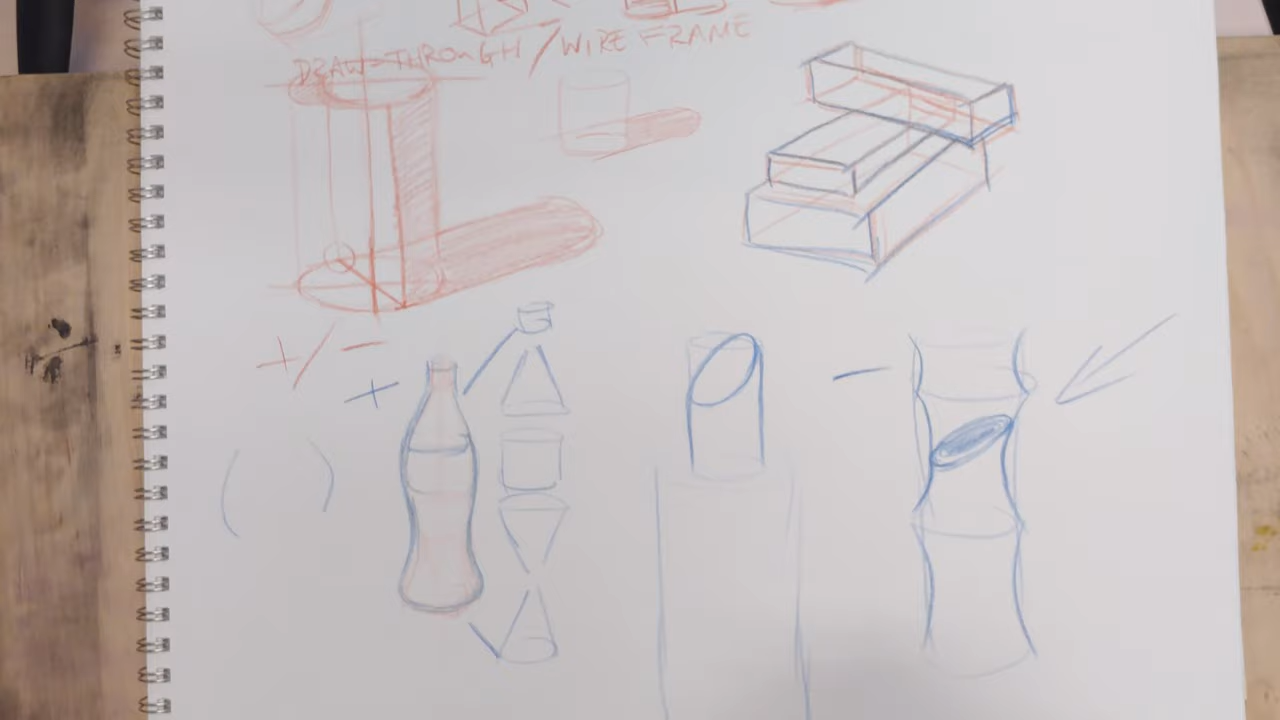 DRAW-THROUGH / WIRE FRAME
+/-
+
-